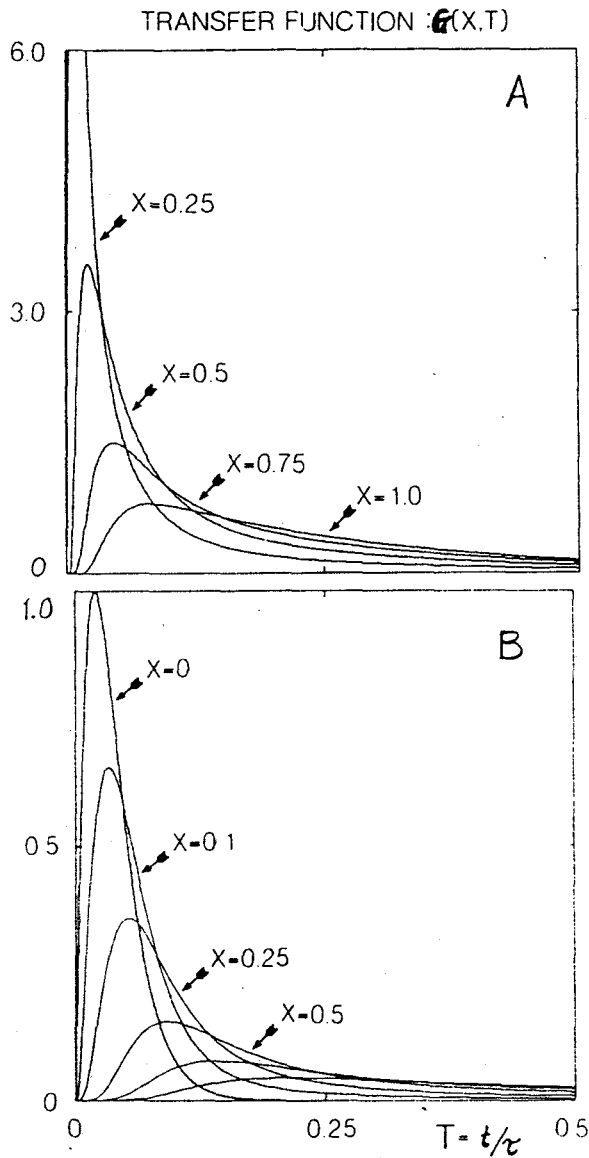 TRANSFER FUNCTION : G(X,T)
6.0
A
X=0.25
3.0
X=0.5
X=0.75
X=1.0
0
1.0
B
X=0
0.5
X=0.1
X=0.25
X=0.5
0
0
0.25
T= t/τ
0.5